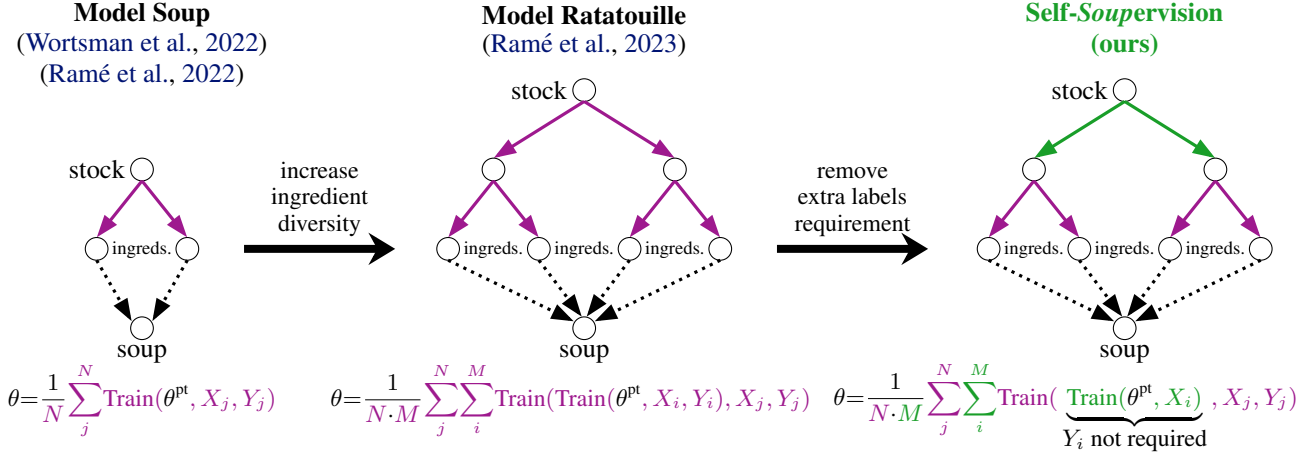 Model Soup
(Wortsman et al., 2022)
(Ramé et al., 2022)
stock
ingreds.
soup
θ=1/N ∑_j^N Train(θ^pt, X_j, Y_j)
increase
ingredient
diversity
Model Ratatouille
(Ramé et al., 2023)
stock
ingreds. ingreds. ingreds.
soup
θ=1/(N·M) ∑_j^N ∑_i^M Train(Train(θ^pt, X_i, Y_i), X_j, Y_j)
remove
extra labels
requirement
Self-Soupervision
(ours)
stock
ingreds. ingreds. ingreds.
soup
θ=1/(N·M) ∑_j^N ∑_i^M Train( Train(θ^pt, X_i) , X_j, Y_j)
Y_i not required